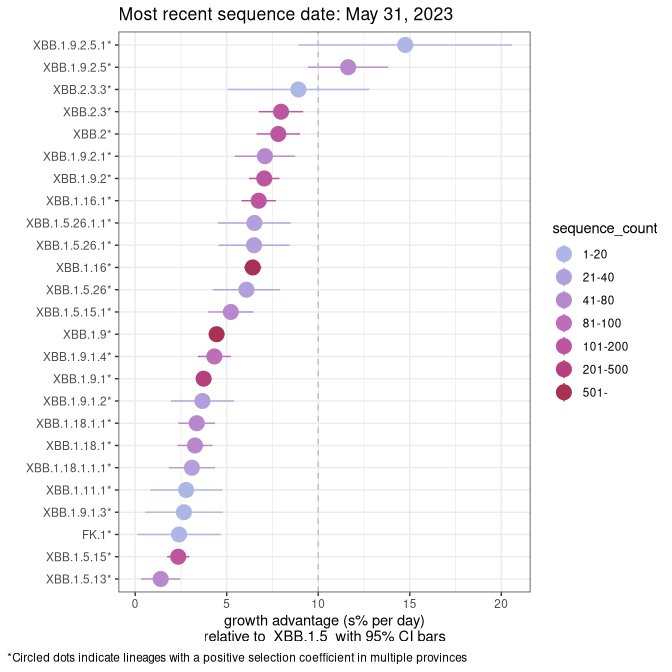 Most recent sequence date: May 31, 2023
XBB.1.9.2.5.1*
XBB.1.9.2.5*
XBB.2.3.3*
XBB.2.3*
XBB.2*
XBB.1.9.2.1*
XBB.1.9.2*
XBB.1.16.1*
XBB.1.5.26.1.1*
XBB.1.5.26.1*
XBB.1.16*
XBB.1.5.26*
XBB.1.5.15.1*
XBB.1.9*
XBB.1.9.1.4*
XBB.1.9.1*
XBB.1.9.1.2*
XBB.1.18.1.1*
XBB.1.18.1*
XBB.1.18.1.1.1*
XBB.1.11.1*
XBB.1.9.1.3*
FK.1*
XBB.1.5.15*
XBB.1.5.13*
0 5 10 15 20
growth advantage (s% per day)
relative to XBB.1.5 with 95% CI bars
sequence_count
1-20
21-40
41-80
81-100
101-200
201-500
501-
*Circled dots indicate lineages with a positive selection coefficient in multiple provinces